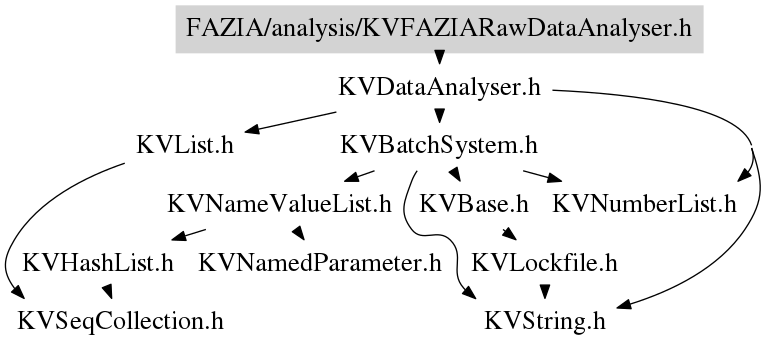 FAZIA/analysis/KVFAZIARawDataAnalyser.h
KVDataAnalyser.h
KVList.h
KVBatchSystem.h
KVNameValueList.h
KVBase.h
KVNumberList.h
KVHashList.h
KVNamedParameter.h
KVLockfile.h
KVSeqCollection.h
KVString.h